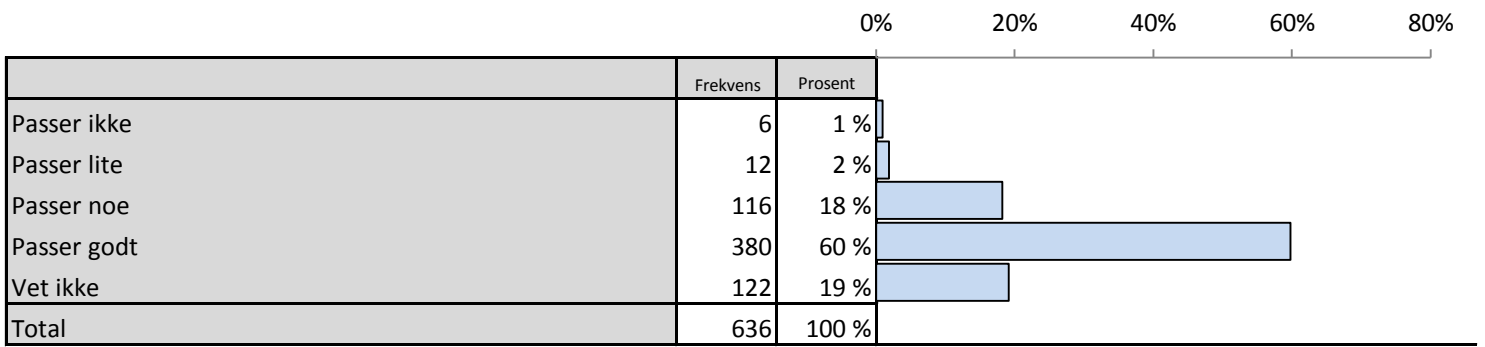 0% 20% 40% 60% 80%
Frekvens Prosent
Passer ikke 6 1 %
Passer lite 12 2 %
Passer noe 116 18 %
Passer godt 380 60 %
Vet ikke 122 19 %
Total 636 100 %